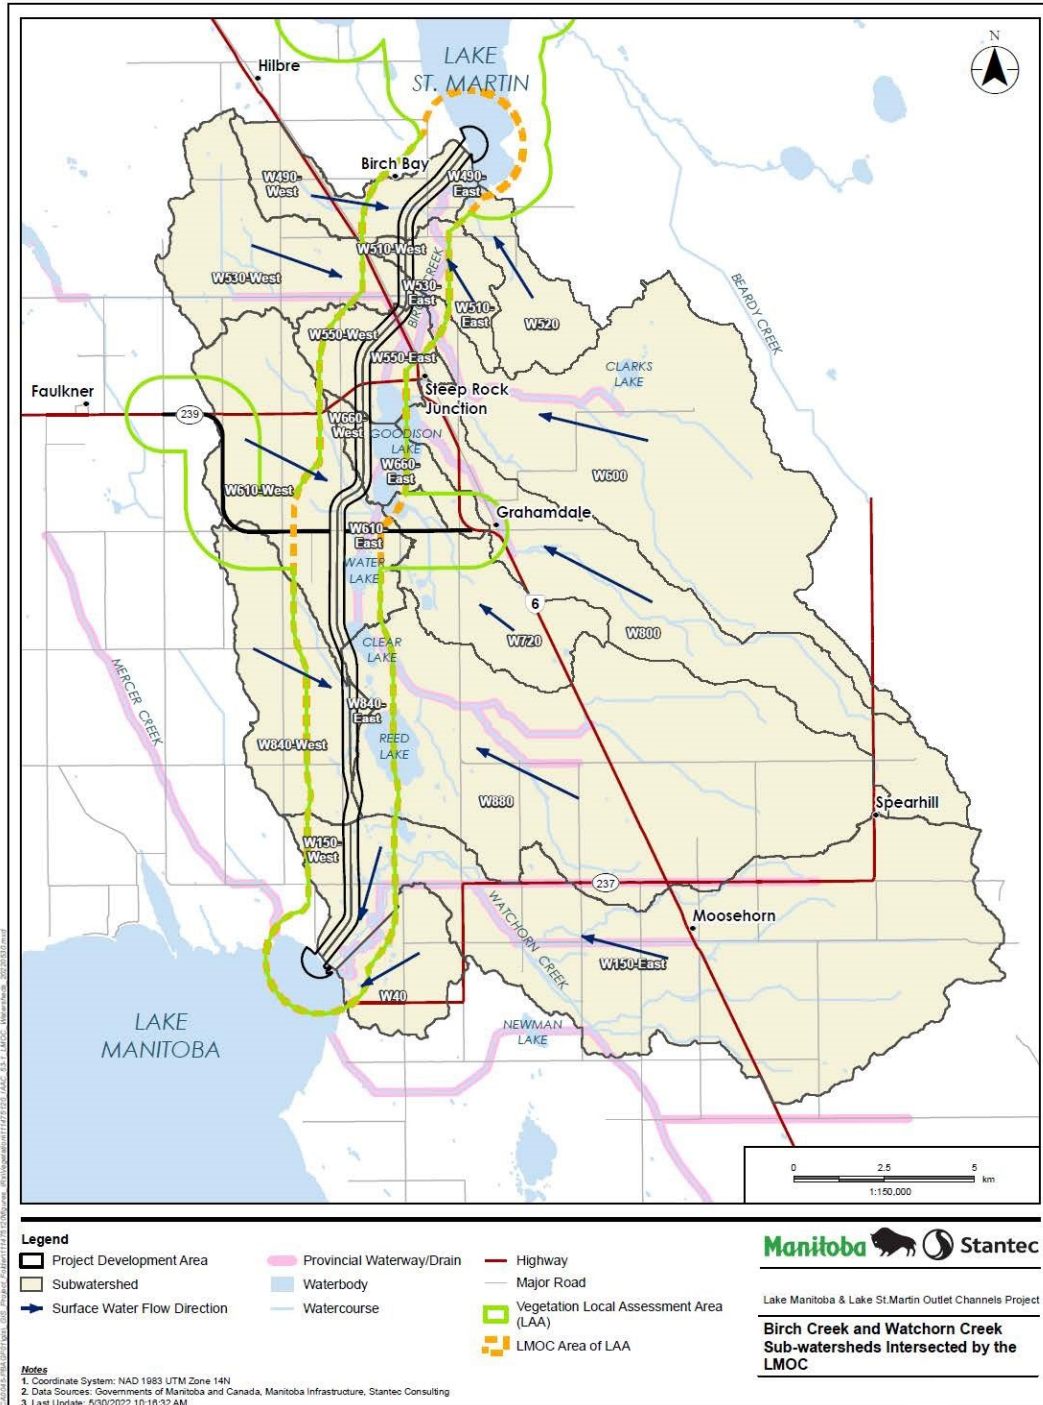 N
LAKE
ST. MARTIN
Hilbre
Birch Bay
W490-
West
W490-
East
W510-West
W530-West
W530-
East
W510-
East
W520
BEARDY CREEK
W550-West
W550-East
CLARKS
LAKE
Faulkner
239
Steep Rock
Junction
W660-
West
GOODISON
LAKE
W660-
East
W600
W610-West
Grahamdale
W610-
East
WATER
LAKE
6
W720
W800
CLEAR
LAKE
MERCER CREEK
W840-
East
W840-West
REED
LAKE
W880
Spearhill
W150-
West
237
WATCHORN CREEK
Moosehorn
W150-East
W40
NEWMAN
LAKE
LAKE
MANITOBA
0 2.5 5
km
1:150,000
Legend
Project Development Area
Subwatershed
Surface Water Flow Direction
Provincial Waterway/Drain
Waterbody
Watercourse
Highway
Major Road
Vegetation Local Assessment Area
(LAA)
LMOC Area of LAA
Manitoba Stantec
Lake Manitoba & Lake St.Martin Outlet Channels Project
Birch Creek and Watchorn Creek
Sub-watersheds Intersected by the
LMOC
Notes
1. Coordinate System: NAD 1983 UTM Zone 14N
2. Data Sources: Governments of Manitoba and Canada, Manitoba Infrastructure, Stantec Consulting
3. Last Update: 5/30/2022 10:16:32 AM